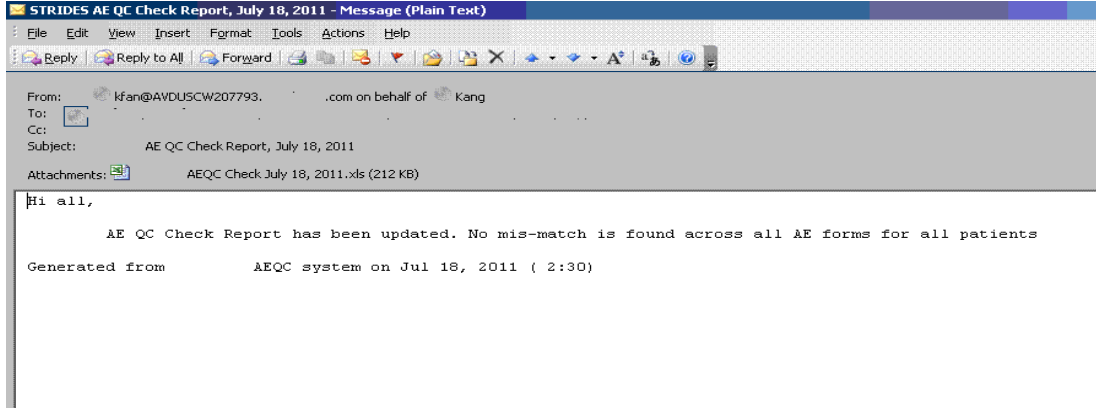 STRIDES AE QC Check Report, July 18, 2011 - Message (Plain Text)
File Edit View Insert Format Tools Actions Help
Reply Reply to All Forward
From: kfan@AVDUSCW207793. .com on behalf of Kang
To:
Cc:
Subject: AE QC Check Report, July 18, 2011
Attachments: AEQC Check July 18, 2011.xls (212 KB)
Hi all,
AE QC Check Report has been updated. No mis-match is found across all AE forms for all patients
Generated from AEQC system on Jul 18, 2011 ( 2:30)